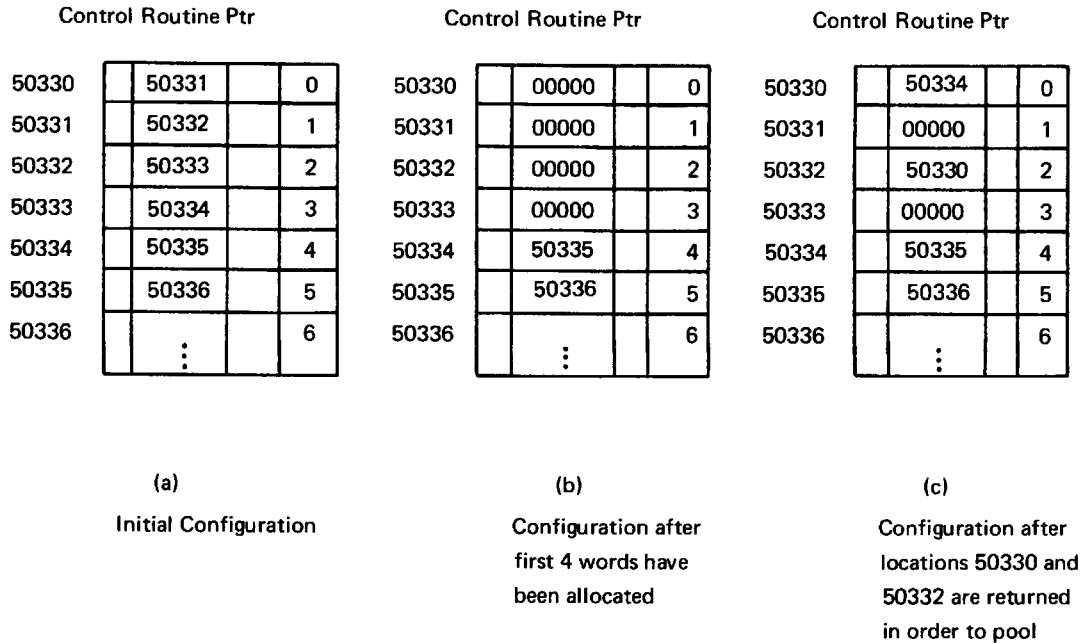 Control Routine Ptr
50330 50331 0
50331 50332 1
50332 50333 2
50333 50334 3
50334 50335 4
50335 50336 5
50336 ⋮ 6
(a)
Initial Configuration
Control Routine Ptr
50330 00000 0
50331 00000 1
50332 00000 2
50333 00000 3
50334 50335 4
50335 50336 5
50336 ⋮ 6
(b)
Configuration after
first 4 words have
been allocated
Control Routine Ptr
50330 50334 0
50331 00000 1
50332 50330 2
50333 00000 3
50334 50335 4
50335 50336 5
50336 ⋮ 6
(c)
Configuration after
locations 50330 and
50332 are returned
in order to pool